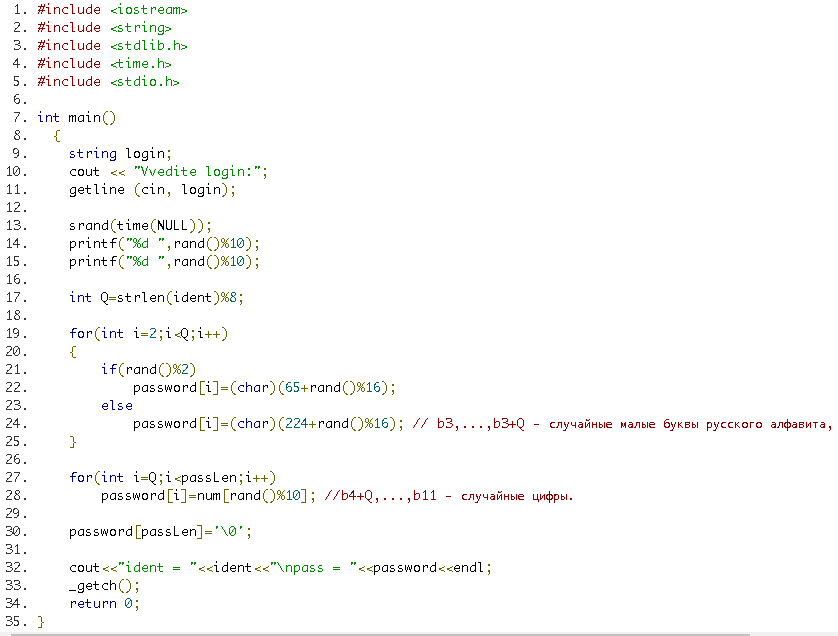 1. #include <iostream>
2. #include <string>
3. #include <stdlib.h>
4. #include <time.h>
5. #include <stdio.h>
6.
7. int main()
8. {
9. string login;
10. cout << "Vvedite login:";
11. getline (cin, login);
12.
13. srand(time(NULL));
14. printf("%d ",rand()%10);
15. printf("%d ",rand()%10);
16.
17. int Q=strlen(ident)%8;
18.
19. for(int i=2;i<Q;i++)
20. {
21. if(rand()%2)
22. password[i]=(char)(65+rand()%16);
23. else
24. password[i]=(char)(224+rand()%16); // b3,...,b3+Q - случайные малые буквы русского алфавита,
25. }
26.
27. for(int i=Q;i<passLen;i++)
28. password[i]=num[rand()%10]; //b4+Q,...,b11 - случайные цифры.
29.
30. password[passLen]='\0';
31.
32. cout<<"ident = "<<ident<<"\npass = "<<password<<endl;
33. _getch();
34. return 0;
35. }